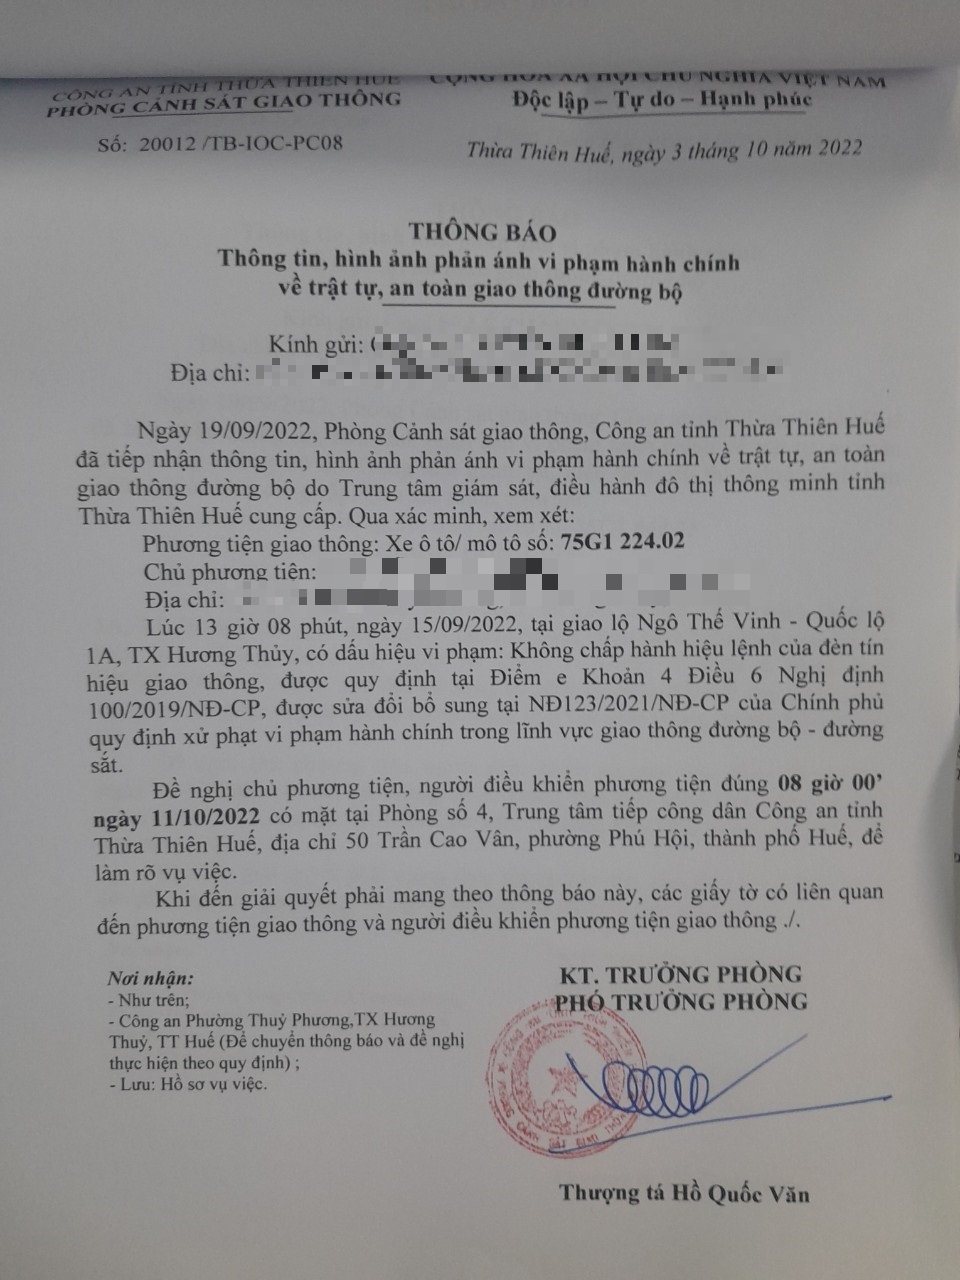 CÔNG AN TỈNH THỪA THIÊN HUẾ
PHÒNG CẢNH SÁT GIAO THÔNG
Số: 20012 /TB-IOC-PC08
CỘNG HÒA XÃ HỘI CHỦ NGHĨA VIỆT NAM
Độc lập – Tự do – Hạnh phúc
Thừa Thiên Huế, ngày 3 tháng 10 năm 2022
THÔNG BÁO
Thông tin, hình ảnh phản ánh vi phạm hành chính
về trật tự, an toàn giao thông đường bộ
Kính gửi:
Địa chỉ:
Ngày 19/09/2022, Phòng Cảnh sát giao thông, Công an tỉnh Thừa Thiên Huế
đã tiếp nhận thông tin, hình ảnh phản ánh vi phạm hành chính về trật tự, an toàn
giao thông đường bộ do Trung tâm giám sát, điều hành đô thị thông minh tỉnh
Thừa Thiên Huế cung cấp. Qua xác minh, xem xét:
Phương tiện giao thông: Xe ô tô/ mô tô số: 75G1 224.02
Chủ phương tiện:
Địa chỉ:
Lúc 13 giờ 08 phút, ngày 15/09/2022, tại giao lộ Ngô Thế Vinh - Quốc lộ
1A, TX Hương Thủy, có dấu hiệu vi phạm: Không chấp hành hiệu lệnh của đèn tín
hiệu giao thông, được quy định tại Điểm e Khoản 4 Điều 6 Nghị định
100/2019/NĐ-CP, được sửa đổi bổ sung tại NĐ123/2021/NĐ-CP của Chính phủ
quy định xử phạt vi phạm hành chính trong lĩnh vực giao thông đường bộ - đường
sắt.
Đề nghị chủ phương tiện, người điều khiển phương tiện đúng 08 giờ 00’
ngày 11/10/2022 có mặt tại Phòng số 4, Trung tâm tiếp công dân Công an tỉnh
Thừa Thiên Huế, địa chỉ 50 Trần Cao Vân, phường Phú Hội, thành phố Huế, để
làm rõ vụ việc.
Khi đến giải quyết phải mang theo thông báo này, các giấy tờ có liên quan
đến phương tiện giao thông và người điều khiển phương tiện giao thông ./.
Nơi nhận:
- Như trên;
- Công an Phường Thuỷ Phương,TX Hương
Thuỷ, TT Huế (Để chuyển thông báo và đề nghị
thực hiện theo quy định) ;
- Lưu: Hồ sơ vụ việc.
KT. TRƯỞNG PHÒNG
PHÓ TRƯỞNG PHÒNG
CẢNH SÁT GIAO THÔNG
Thượng tá Hồ Quốc Văn